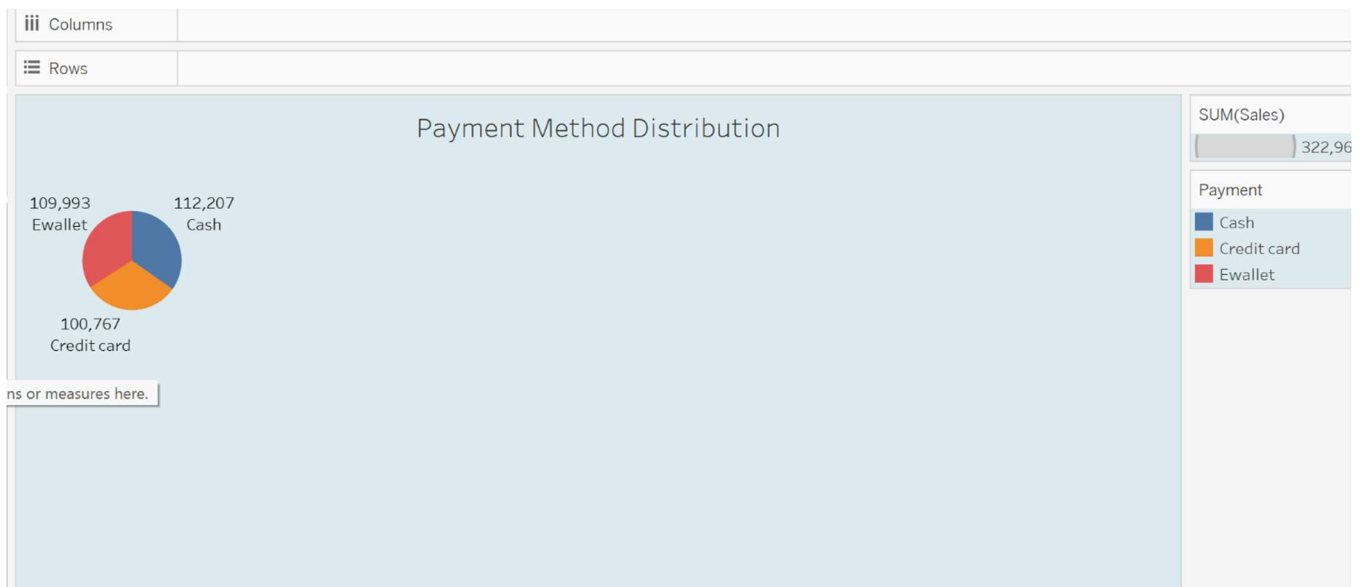 Columns
Rows
Payment Method Distribution
109,993
Ewallet
112,207
Cash
100,767
Credit card
ns or measures here.
SUM(Sales)
322,96
Payment
Cash
Credit card
Ewallet